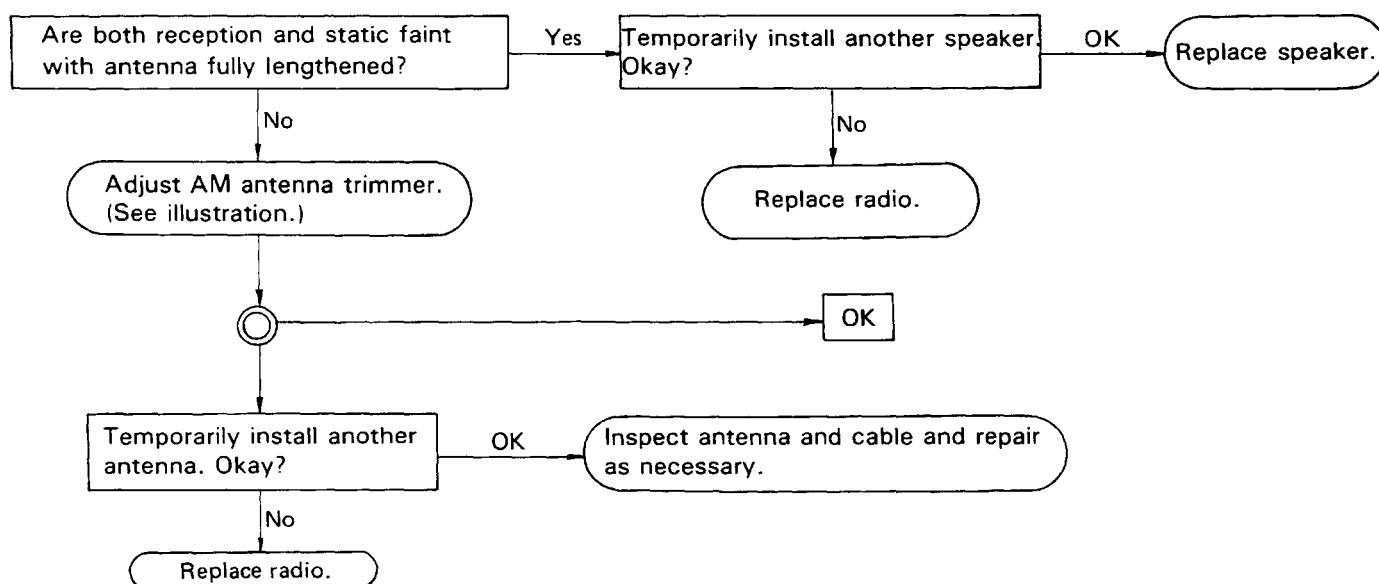 Are both reception and static faint
with antenna fully lengthened?
Yes
Temporarily install another speaker.
Okay?
OK
Replace speaker.
No
No
Adjust AM antenna trimmer.
(See illustration.)
Replace radio.
OK
Temporarily install another
antenna. Okay?
OK
Inspect antenna and cable and repair
as necessary.
No
Replace radio.